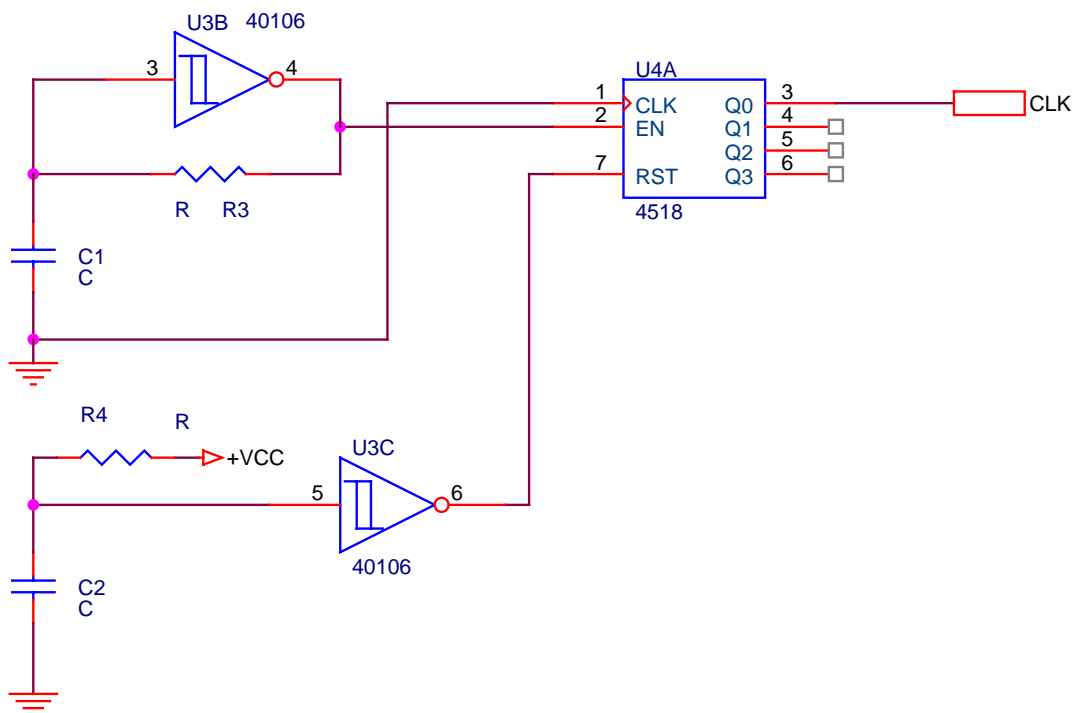 U3B 40106
3 4
R R3
C1
C
U4A
1 CLK Q0 3 CLK
2 EN Q1 4
Q2 5
7 RST Q3 6
4518
R4 R
+VCC
U3C
5 6
40106
C2
C